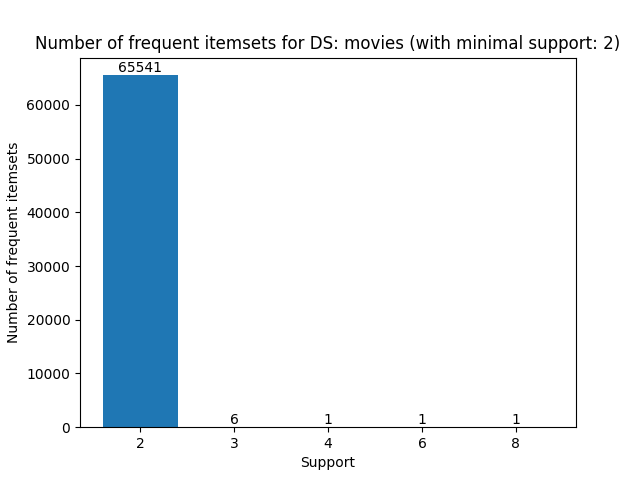 Number of frequent itemsets for DS: movies (with minimal support: 2)
65541
60000
50000
40000
30000
20000
10000
0
Number of frequent itemsets
6 1 1 1
2 3 4 6 8
Support